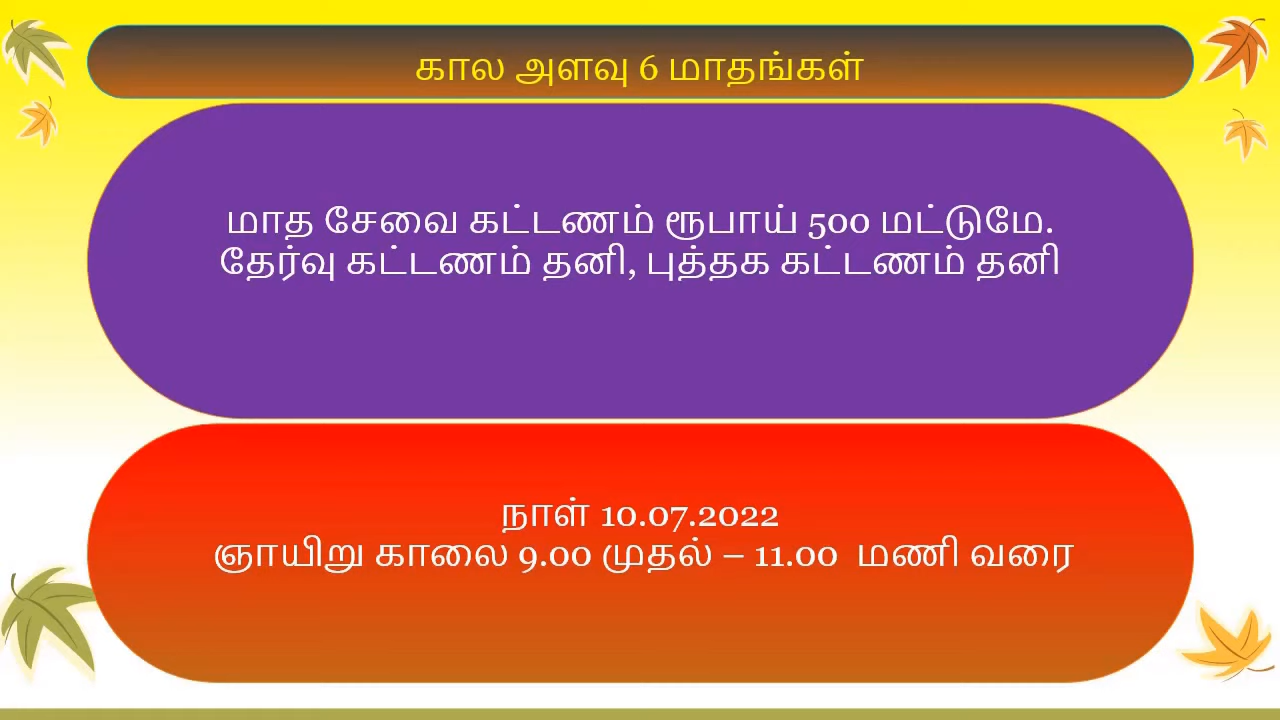 கால அளவு 6 மாதங்கள்
மாத சேவை கட்டணம் ரூபாய் 500 மட்டுமே.
தேர்வு கட்டணம் தனி, புத்தக கட்டணம் தனி
நாள் 10.07.2022
ஞாயிறு காலை 9.00 முதல் – 11.00 மணி வரை